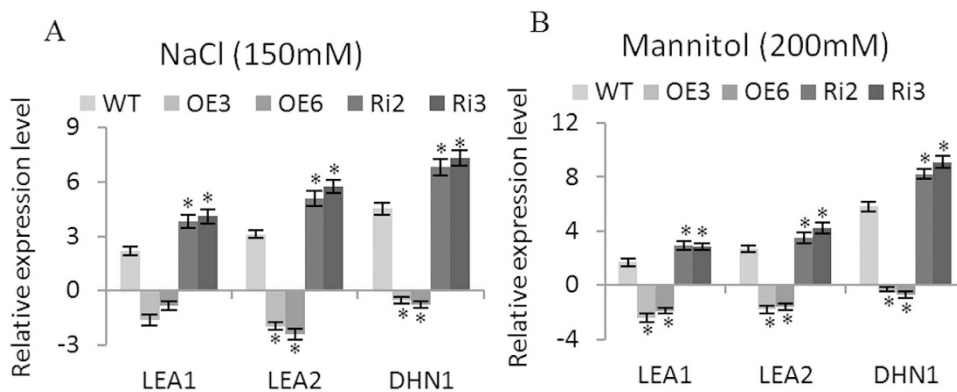 A
NaCl (150mM)
WT OE3 OE6 Ri2 Ri3
Relative expression level
9
6
3
0
-3
* * * * * *
* * * *
LEA1 LEA2 DHN1
B
Mannitol (200mM)
WT OE3 OE6 Ri2 Ri3
Relative expression level
12
8
4
0
-4
* * * * * *
* * * * * *
LEA1 LEA2 DHN1